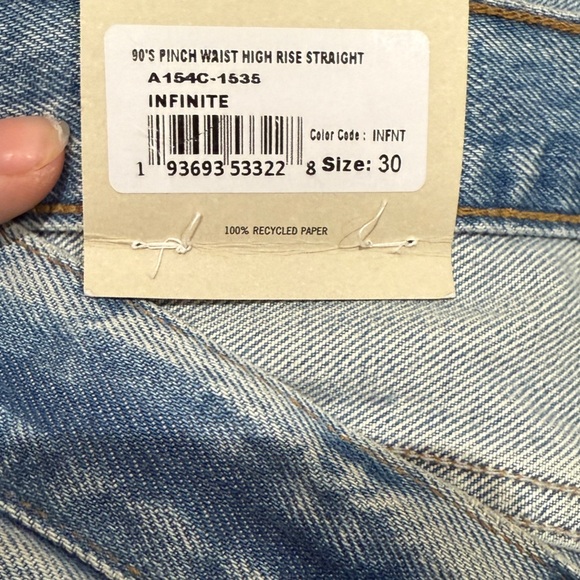 90'S PINCH WAIST HIGH RISE STRAIGHT
A154C-1535
INFINITE
Color Code : INFNT
1 93693 53322 8 Size: 30
100% RECYCLED PAPER